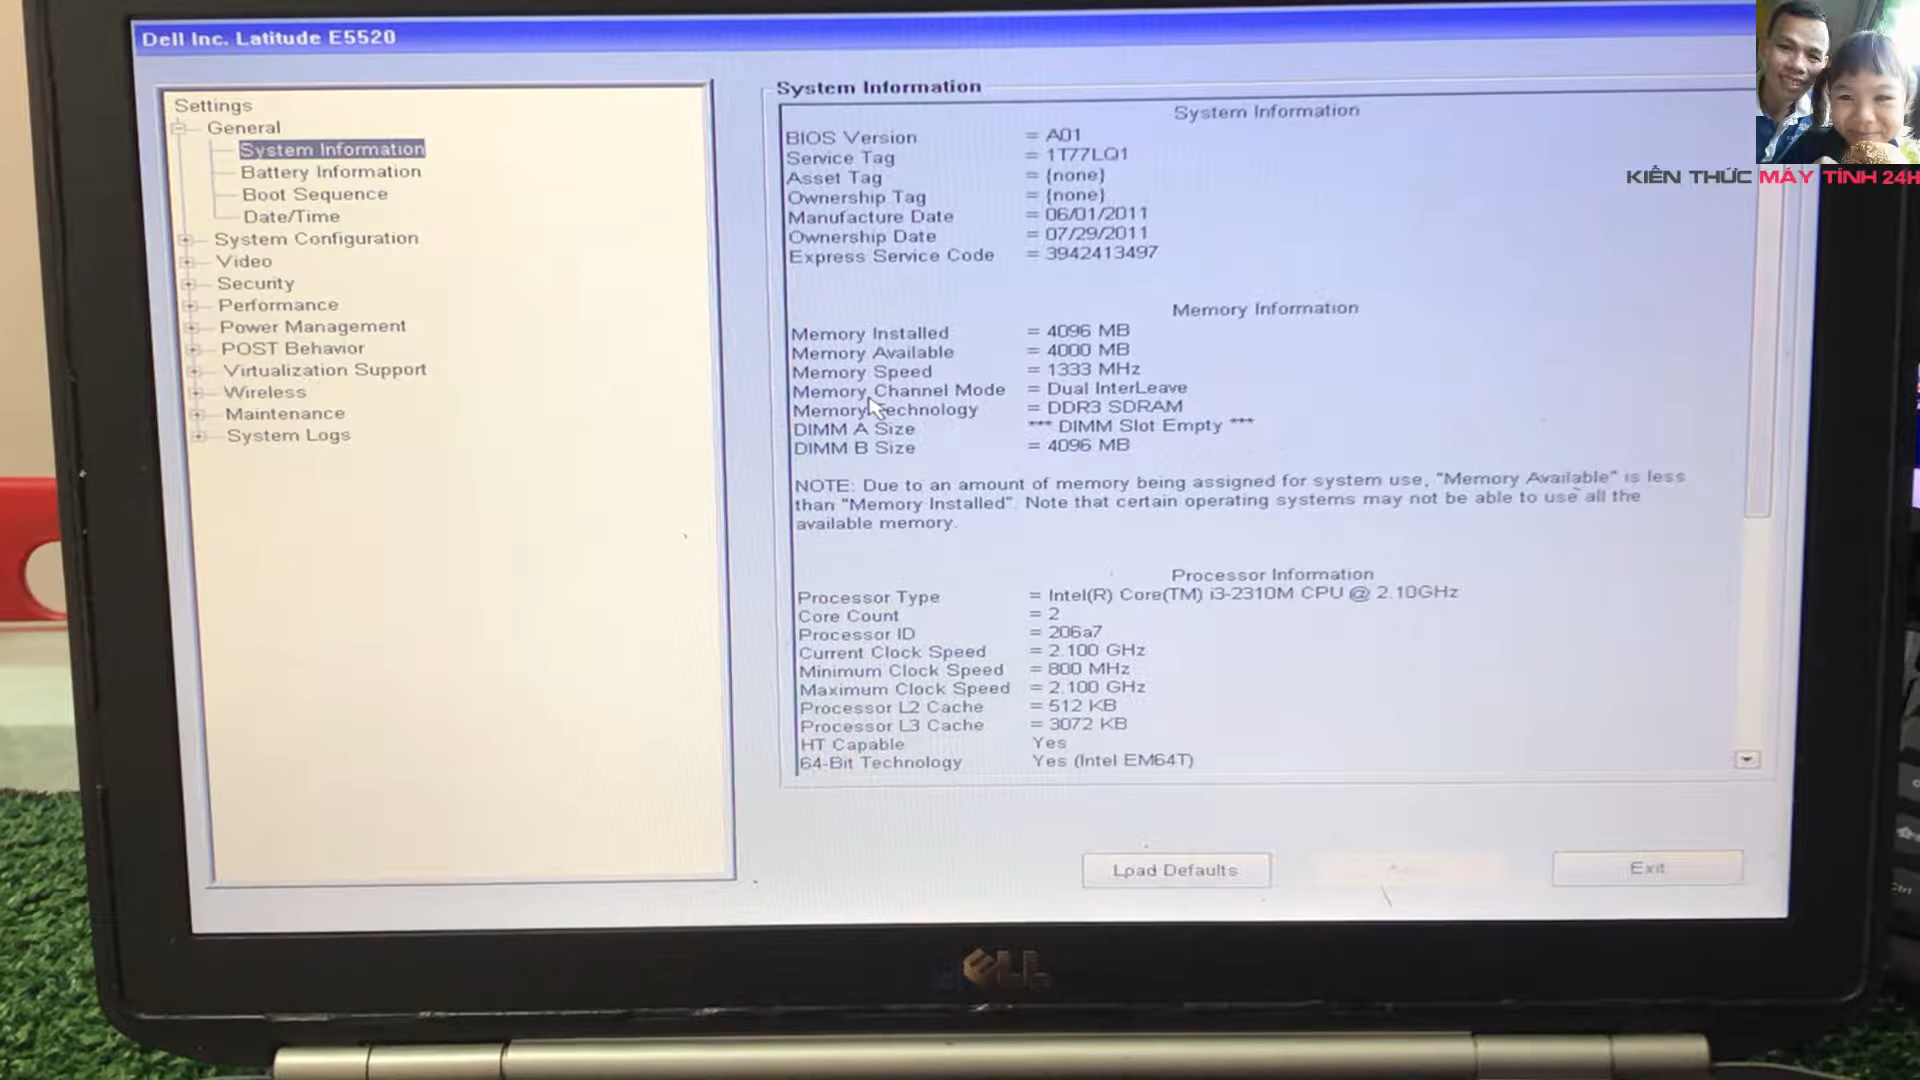 Dell Inc. Latitude E5520
Settings
General
System Information
Battery Information
Boot Sequence
Date/Time
System Configuration
Video
Security
Performance
Power Management
POST Behavior
Virtualization Support
Wireless
Maintenance
System Logs
System Information
System Information
BIOS Version = A01
Service Tag = 1T77LQ1
Asset Tag = {none}
Ownership Tag = {none}
Manufacture Date = 06/01/2011
Ownership Date = 07/29/2011
Express Service Code = 3942413497
Memory Information
Memory Installed = 4096 MB
Memory Available = 4000 MB
Memory Speed = 1333 MHz
Memory Channel Mode = Dual InterLeave
Memory Technology = DDR3 SDRAM
DIMM A Size *** DIMM Slot Empty ***
DIMM B Size = 4096 MB
NOTE: Due to an amount of memory being assigned for system use, "Memory Available" is less
than "Memory Installed". Note that certain operating systems may not be able to use all the
available memory.
Processor Information
Processor Type = Intel(R) Core(TM) i3-2310M CPU @ 2.10GHz
Core Count = 2
Processor ID = 206a7
Current Clock Speed = 2.100 GHz
Minimum Clock Speed = 800 MHz
Maximum Clock Speed = 2.100 GHz
Processor L2 Cache = 512 KB
Processor L3 Cache = 3072 KB
HT Capable Yes
64-Bit Technology Yes (Intel EM64T)
Load Defaults
Exit
DELL
KIẾN THỨC MÁY TÍNH 24H
Ctrl